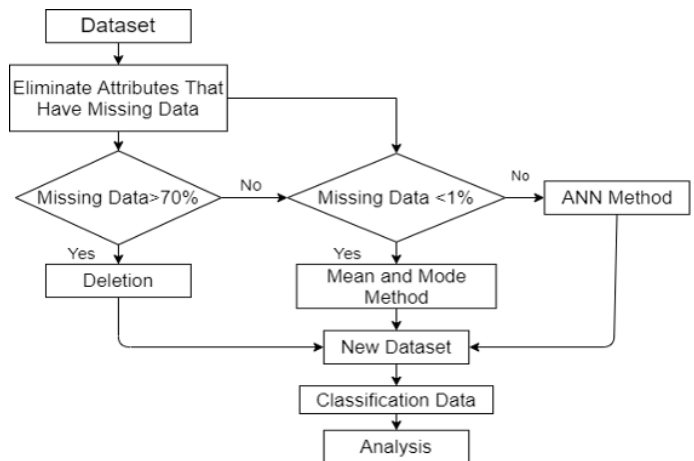 Dataset
Eliminate Attributes That
Have Missing Data
Missing Data>70%
No
Missing Data <1%
No
ANN Method
Yes
Deletion
Yes
Mean and Mode
Method
New Dataset
Classification Data
Analysis